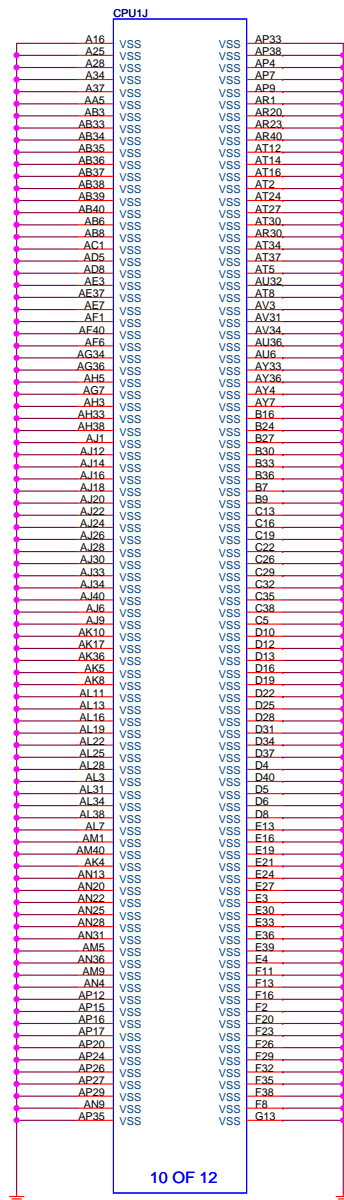 CPU1J
A16 VSS VSS AP33
A25 VSS VSS AP38
A28 VSS VSS AP4
A34 VSS VSS AP7
A37 VSS VSS AP9
AA5 VSS VSS AR1
AB3 VSS VSS AR20
AB33 VSS VSS AR23
AB34 VSS VSS AR40
AB35 VSS VSS AT12
AB36 VSS VSS AT14
AB37 VSS VSS AT16
AB38 VSS VSS AT2
AB39 VSS VSS AT24
AB40 VSS VSS AT27
AB6 VSS VSS AT30
AB8 VSS VSS AR30
AC1 VSS VSS AT34
AD5 VSS VSS AT37
AD8 VSS VSS AT5
AE3 VSS VSS AU32
AE37 VSS VSS AT8
AE7 VSS VSS AV3
AF1 VSS VSS AV31
AF40 VSS VSS AV34
AF6 VSS VSS AU36
AG34 VSS VSS AU6
AG36 VSS VSS AY33
AH5 VSS VSS AY36
AG7 VSS VSS AY4
AH3 VSS VSS AY7
AH33 VSS VSS B16
AH38 VSS VSS B24
AJ1 VSS VSS B27
AJ12 VSS VSS B30
AJ14 VSS VSS B33
AJ16 VSS VSS B36
AJ18 VSS VSS B7
AJ20 VSS VSS B9
AJ22 VSS VSS C13
AJ24 VSS VSS C16
AJ26 VSS VSS C19
AJ28 VSS VSS C22
AJ30 VSS VSS C26
AJ33 VSS VSS C29
AJ34 VSS VSS C32
AJ40 VSS VSS C35
AJ6 VSS VSS C38
AJ9 VSS VSS C5
AK10 VSS VSS D10
AK17 VSS VSS D12
AK36 VSS VSS D13
AK5 VSS VSS D16
AK8 VSS VSS D19
AL11 VSS VSS D22
AL13 VSS VSS D25
AL16 VSS VSS D28
AL19 VSS VSS D31
AL22 VSS VSS D34
AL25 VSS VSS D37
AL28 VSS VSS D4
AL3 VSS VSS D40
AL31 VSS VSS D5
AL34 VSS VSS D6
AL38 VSS VSS D8
AL7 VSS VSS E13
AM1 VSS VSS E16
AM40 VSS VSS E19
AK4 VSS VSS E21
AN13 VSS VSS E24
AN20 VSS VSS E27
AN22 VSS VSS E3
AN25 VSS VSS E30
AN28 VSS VSS E33
AN31 VSS VSS E36
AM5 VSS VSS E39
AN36 VSS VSS E4
AM9 VSS VSS F11
AN4 VSS VSS F13
AP12 VSS VSS F16
AP15 VSS VSS F2
AP16 VSS VSS F20
AP17 VSS VSS F23
AP20 VSS VSS F26
AP24 VSS VSS F29
AP26 VSS VSS F32
AP27 VSS VSS F35
AP29 VSS VSS F38
AN9 VSS VSS F8
AP35 VSS VSS G13
10 OF 12